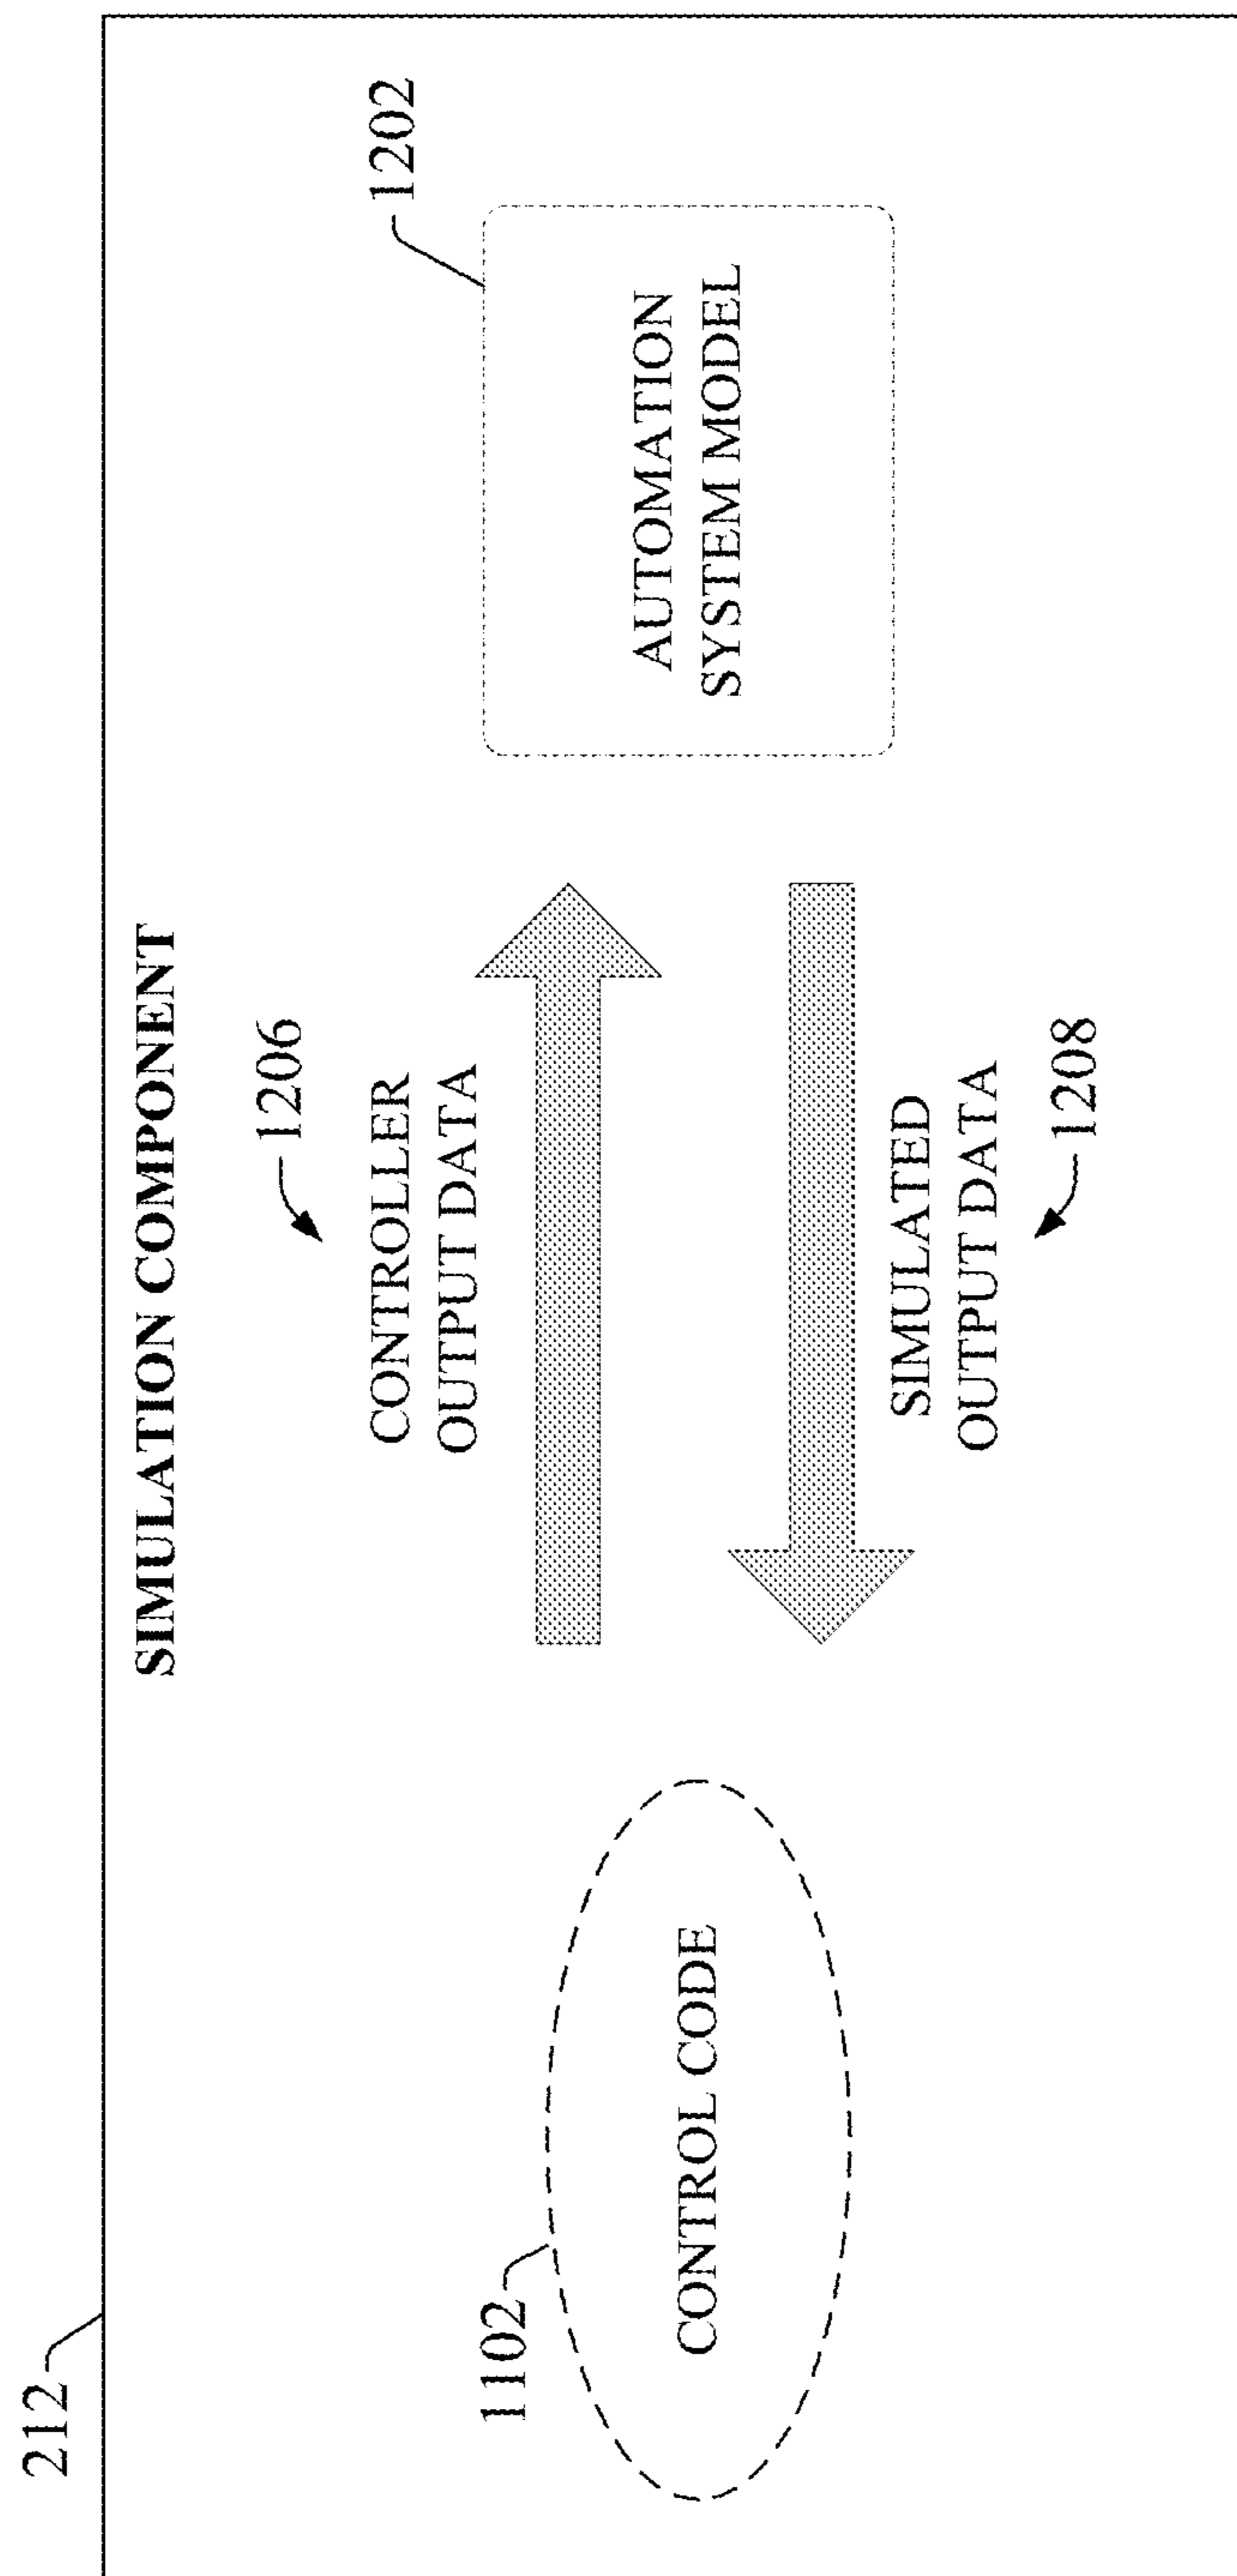 212
SIMULATION COMPONENT
1206
CONTROLLER
OUTPUT DATA
1202
1102
CONTROL CODE
AUTOMATION
SYSTEM MODEL
SIMULATED
OUTPUT DATA
1208